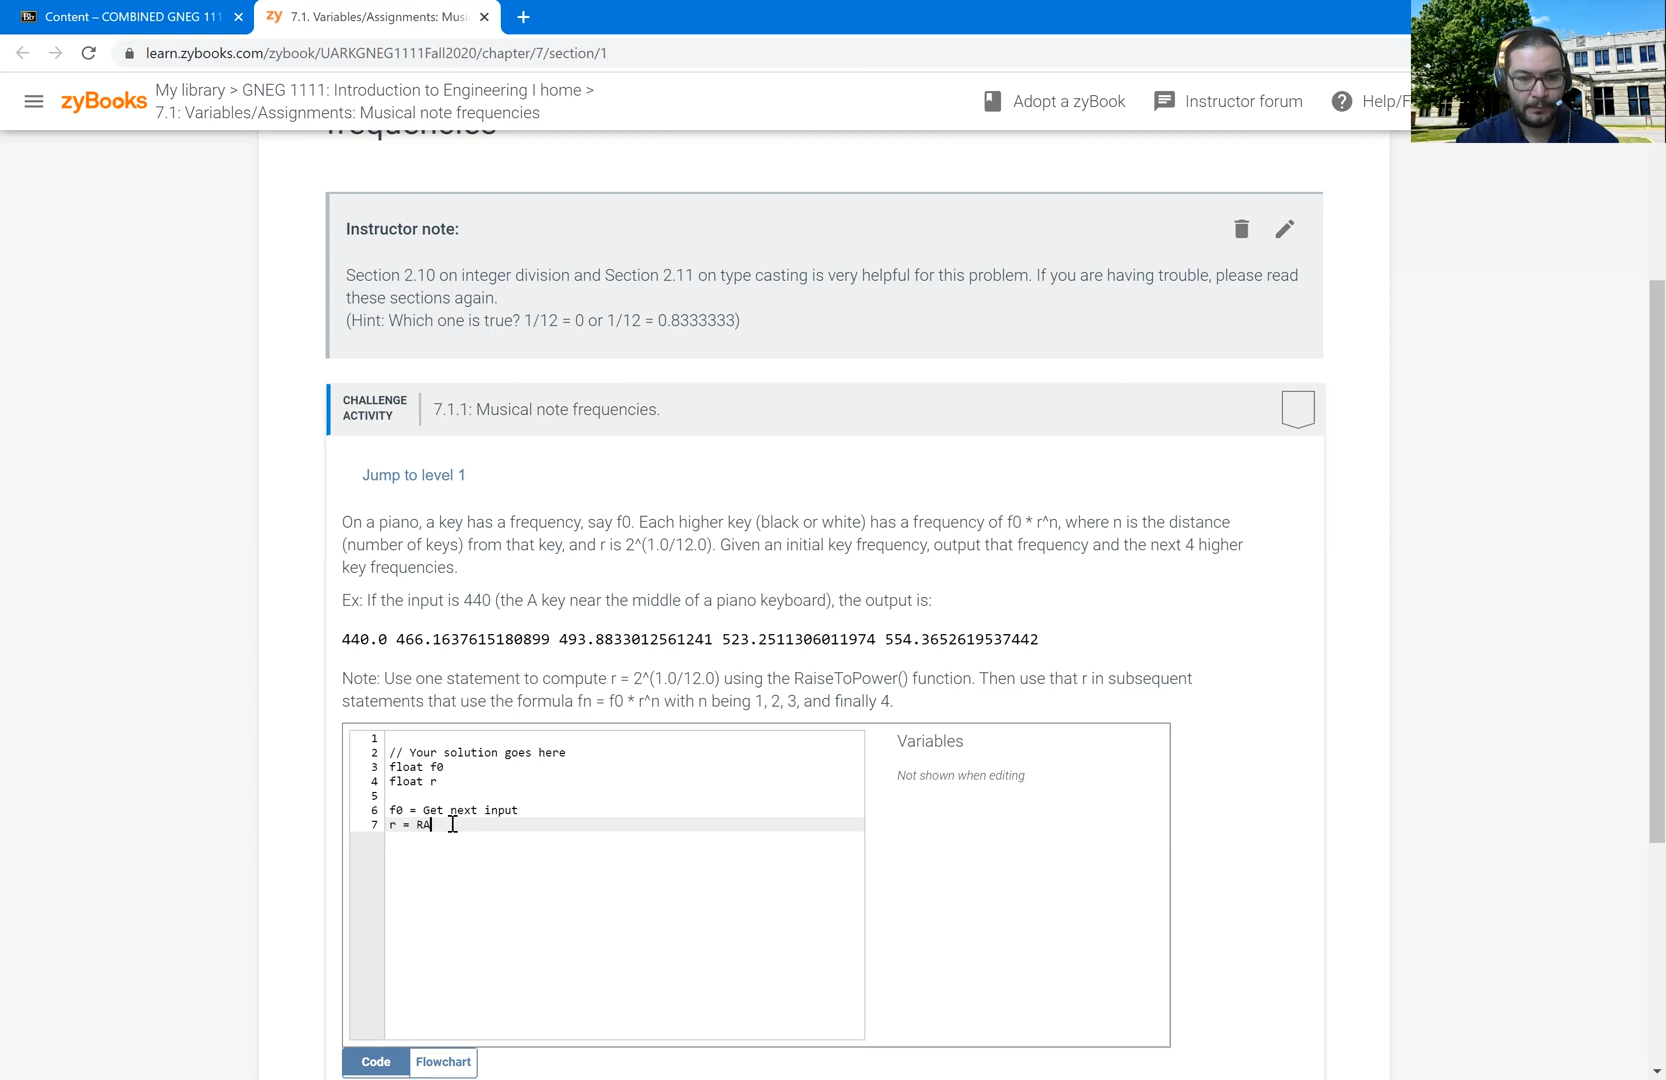 Bb Content – COMBINED GNEG 111
zy 7.1. Variables/Assignments: Musi
learn.zybooks.com/zybook/UARKGNEG1111Fall2020/chapter/7/section/1
zyBooks
My library > GNEG 1111: Introduction to Engineering I home >
7.1: Variables/Assignments: Musical note frequencies
Adopt a zyBook
Instructor forum
Help/F
frequencies
Instructor note:
Section 2.10 on integer division and Section 2.11 on type casting is very helpful for this problem. If you are having trouble, please read
these sections again.
(Hint: Which one is true? 1/12 = 0 or 1/12 = 0.8333333)
CHALLENGE
ACTIVITY
7.1.1: Musical note frequencies.
Jump to level 1
On a piano, a key has a frequency, say f0. Each higher key (black or white) has a frequency of f0 * r^n, where n is the distance
(number of keys) from that key, and r is 2^(1.0/12.0). Given an initial key frequency, output that frequency and the next 4 higher
key frequencies.
Ex: If the input is 440 (the A key near the middle of a piano keyboard), the output is:
440.0 466.1637615180899 493.8833012561241 523.2511306011974 554.3652619537442
Note: Use one statement to compute r = 2^(1.0/12.0) using the RaiseToPower() function. Then use that r in subsequent
statements that use the formula fn = f0 * r^n with n being 1, 2, 3, and finally 4.
1
2 // Your solution goes here
3 float f0
4 float r
5
6 f0 = Get next input
7 r = RA
Variables
Not shown when editing
Code
Flowchart